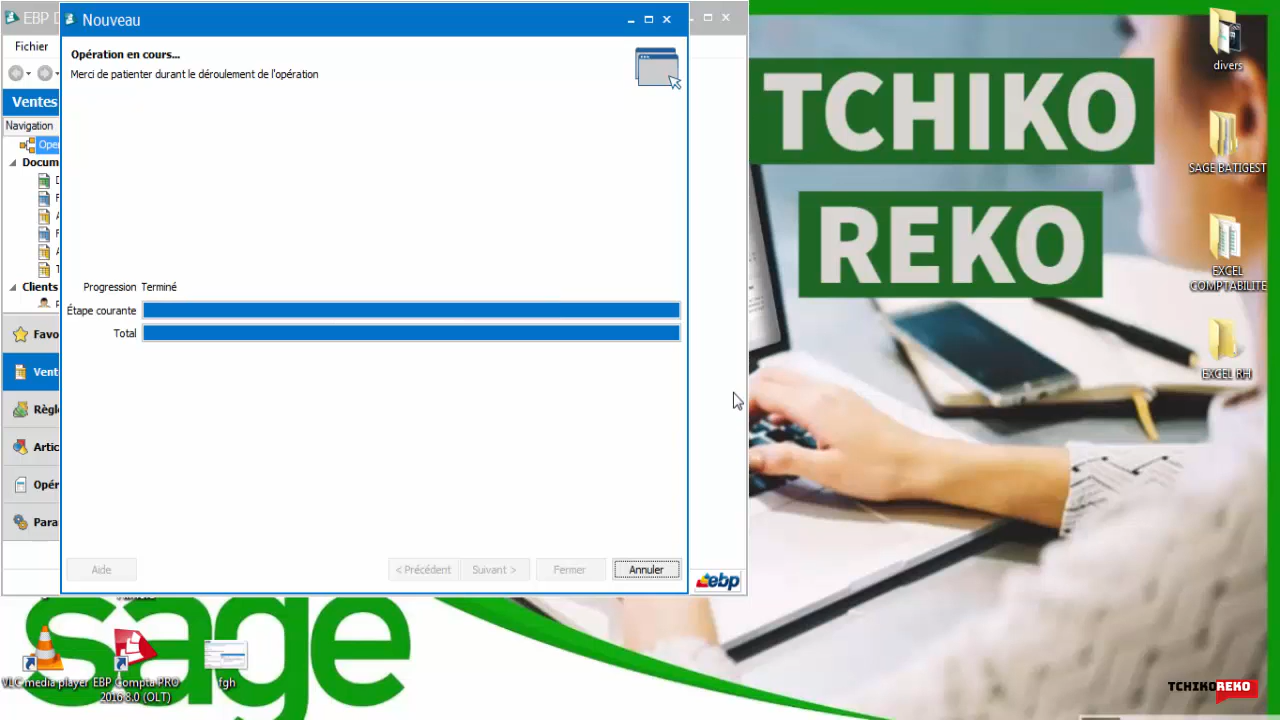 EBP D
Nouveau
Fichier
Opération en cours...
Merci de patienter durant le déroulement de l'opération
Ventes
Navigation
Docum
Clients
Favo
Vent
Règl
Artic
Opér
Para
Progression Terminé
Étape courante
Total
Aide
< Précédent
Suivant >
Fermer
Annuler
ebp
TCHIKO
REKO
divers
SAGE BATIGEST
EXCEL
COMPTABILITE
EXCEL RH
sage
VLC media player
EBP Compta PRO
2016 8.0 (OLT)
fgh
TCHIKOREKO